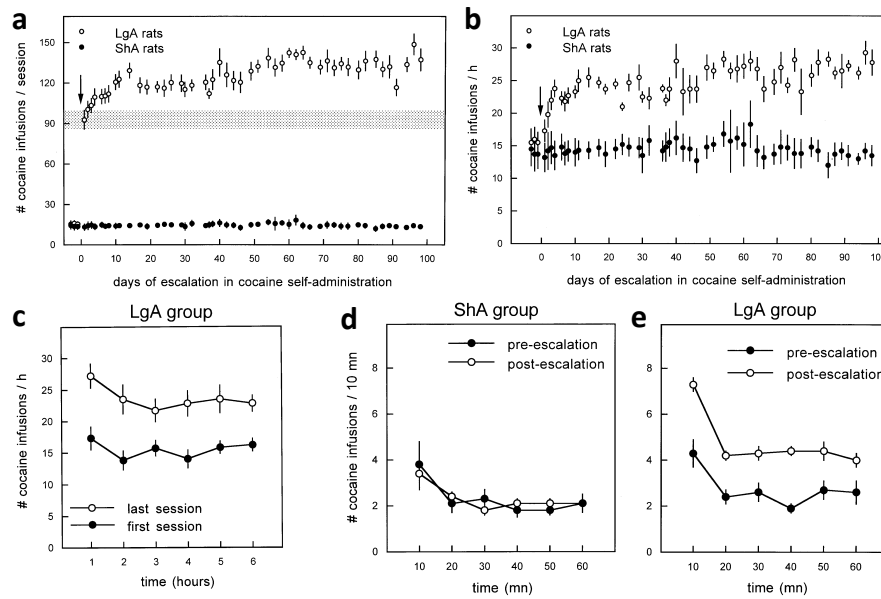 a
LgA rats
ShA rats
# cocaine infusions / session
150
120
90
60
30
0
0 10 20 30 40 50 60 70 80 90 100
days of escalation in cocaine self-administration
b
LgA rats
ShA rats
# cocaine infusions / h
30
25
20
15
10
5
0
0 10 20 30 40 50 60 70 80 90 100
days of escalation in cocaine self-administration
c
LgA group
# cocaine infusions / h
30
25
20
15
10
5
0
last session
first session
1 2 3 4 5 6
time (hours)
d
ShA group
# cocaine infusions / 10 mn
8
6
4
2
0
pre-escalation
post-escalation
10 20 30 40 50 60
time (mn)
e
LgA group
8
6
4
2
0
pre-escalation
post-escalation
10 20 30 40 50 60
time (mn)